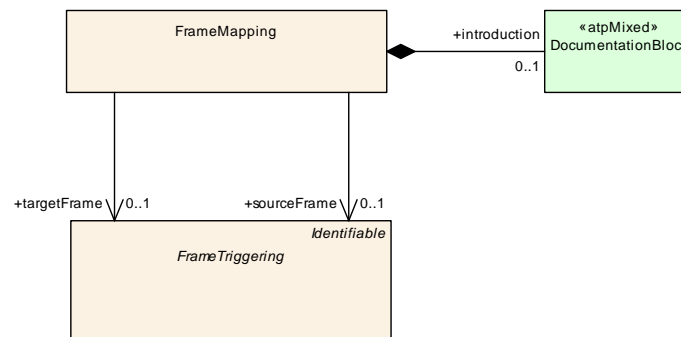 FrameMapping
+introduction
«atpMixed»
DocumentationBloc
0..1
+targetFrame
0..1
+sourceFrame
0..1
Identifiable
FrameTriggering